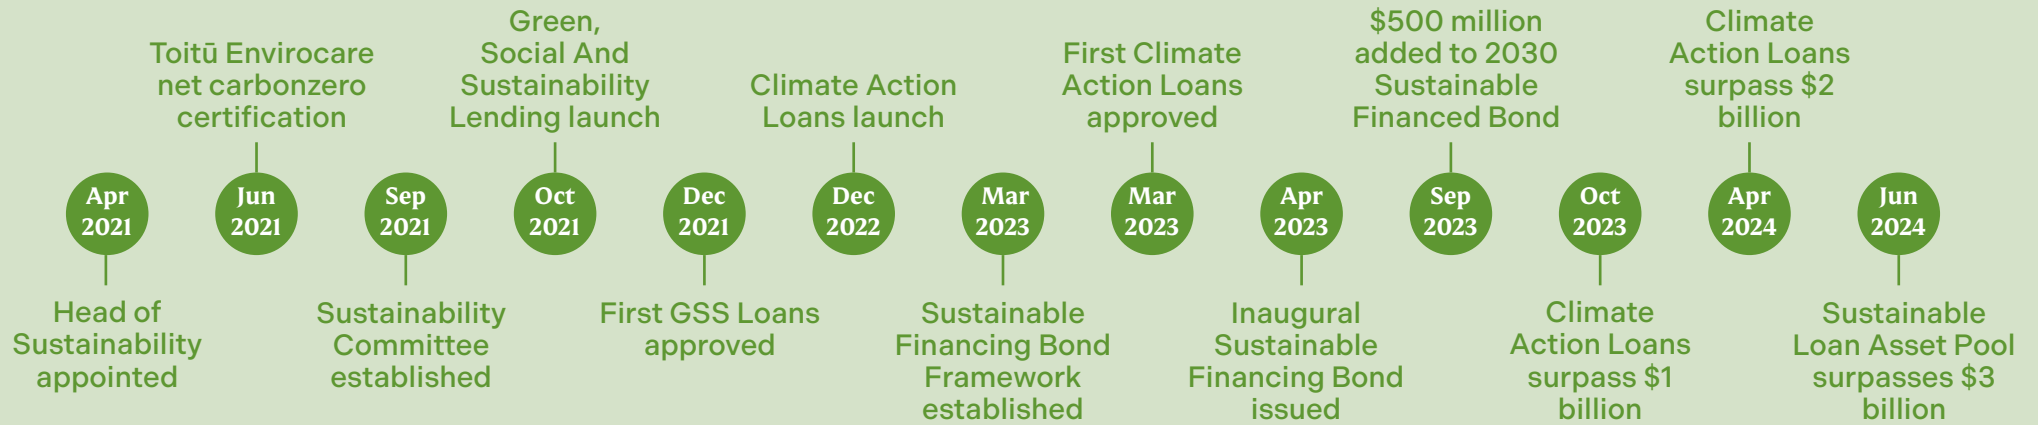 Apr
2021
Head of
Sustainability
appointed
Toitū Envirocare
net carbonzero
certification
Jun
2021
Sep
2021
Sustainability
Committee
established
Green,
Social And
Sustainability
Lending launch
Oct
2021
Dec
2021
First GSS Loans
approved
Climate Action
Loans launch
Dec
2022
Mar
2023
Sustainable
Financing Bond
Framework
established
First Climate
Action Loans
approved
Mar
2023
Apr
2023
Inaugural
Sustainable
Financing Bond
issued
$500 million
added to 2030
Sustainable
Financed Bond
Sep
2023
Oct
2023
Climate
Action Loans
surpass $1
billion
Climate
Action Loans
surpass $2
billion
Apr
2024
Jun
2024
Sustainable
Loan Asset Pool
surpasses $3
billion